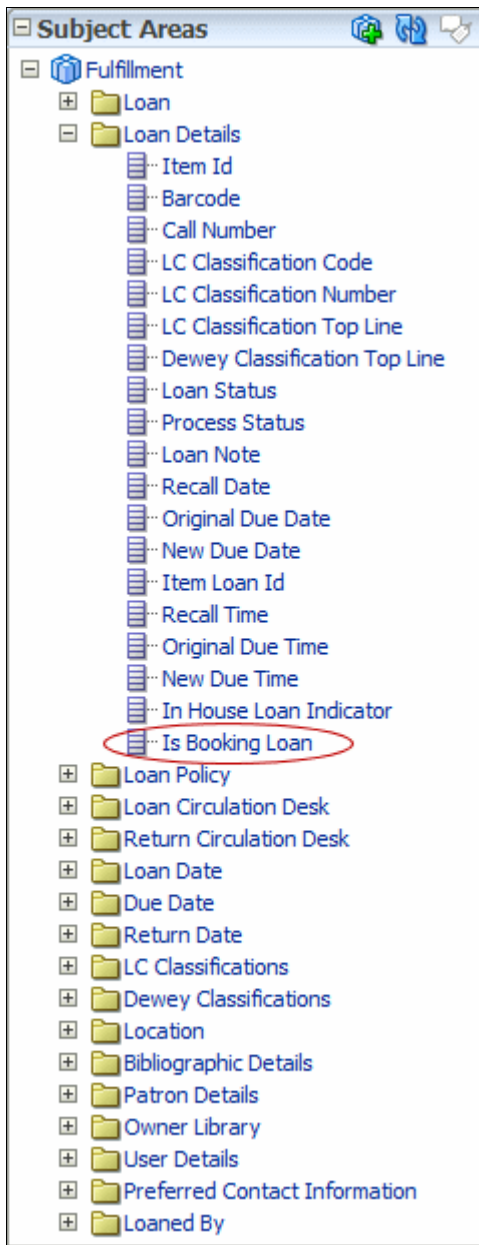 Subject Areas
Fulfillment
Loan
Loan Details
Item Id
Barcode
Call Number
LC Classification Code
LC Classification Number
LC Classification Top Line
Dewey Classification Top Line
Loan Status
Process Status
Loan Note
Recall Date
Original Due Date
New Due Date
Item Loan Id
Recall Time
Original Due Time
New Due Time
In House Loan Indicator
Is Booking Loan
Loan Policy
Loan Circulation Desk
Return Circulation Desk
Loan Date
Due Date
Return Date
LC Classifications
Dewey Classifications
Location
Bibliographic Details
Patron Details
Owner Library
User Details
Preferred Contact Information
Loaned By